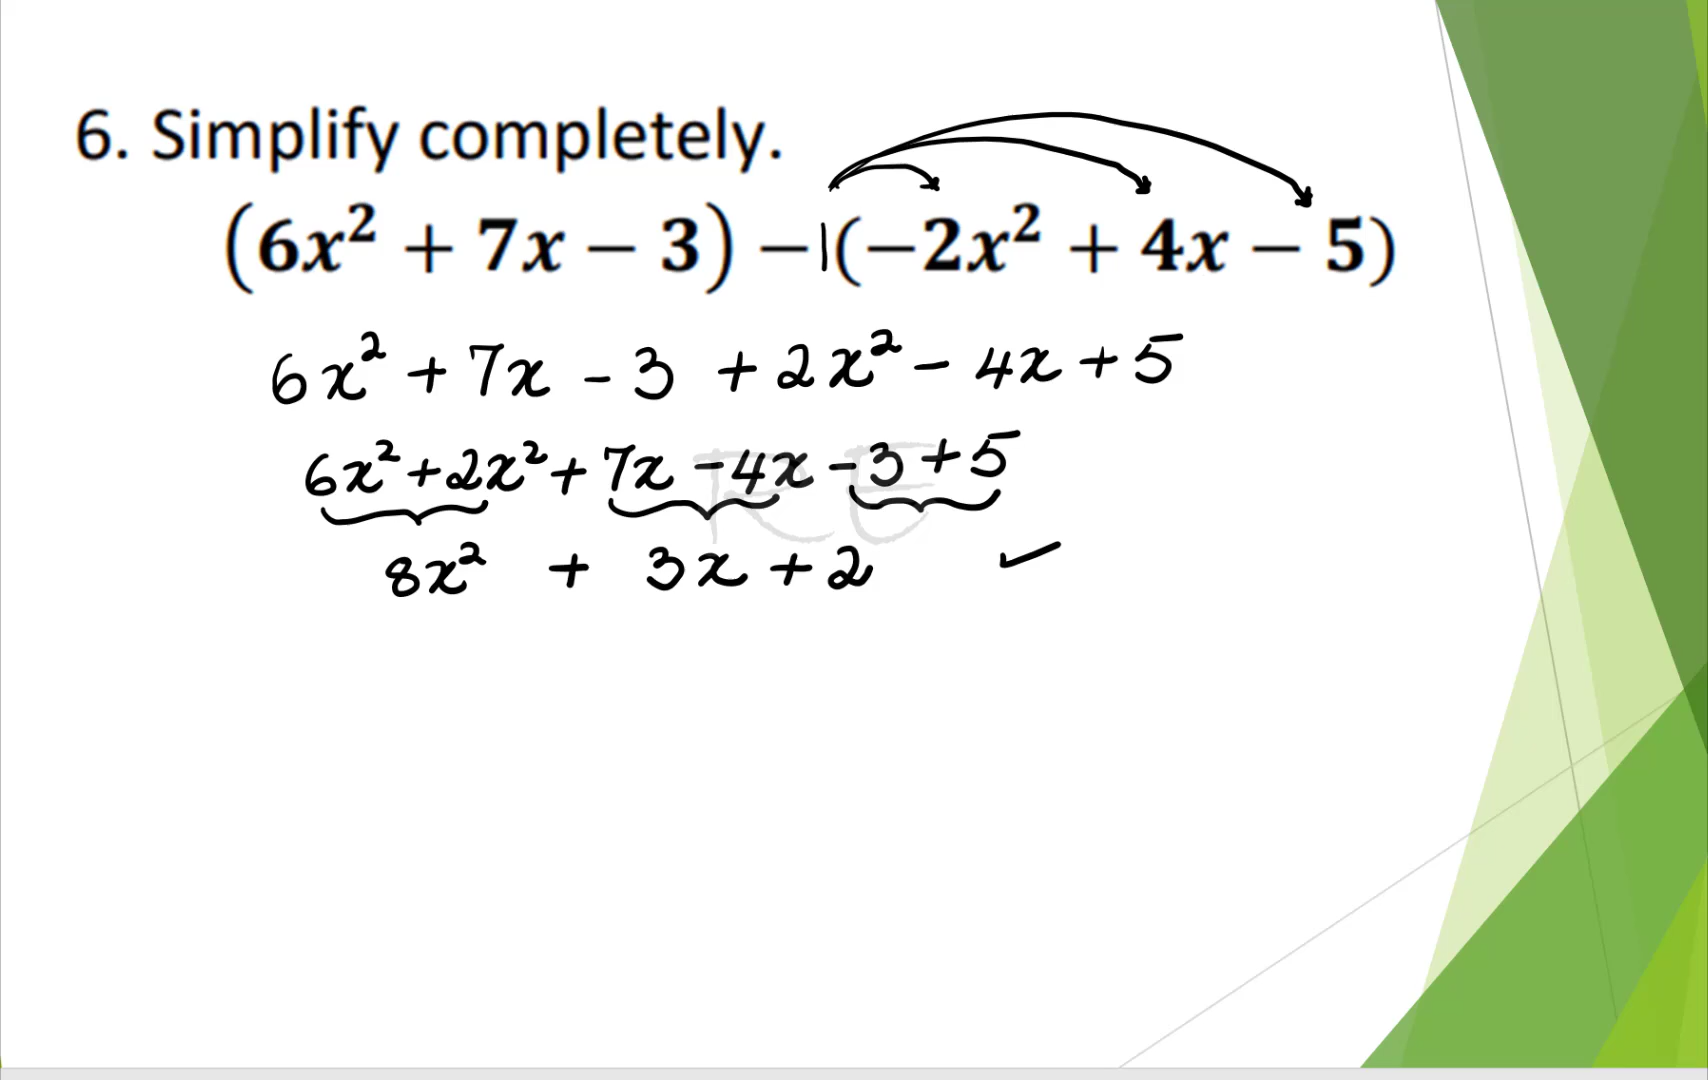 6. Simplify completely.
(6x² + 7x − 3) − 1(−2x² + 4x − 5)
6x² + 7x - 3 + 2x² - 4x + 5
6x² + 2x² + 7x - 4x - 3 + 5
RE
8x² + 3x + 2 ✓